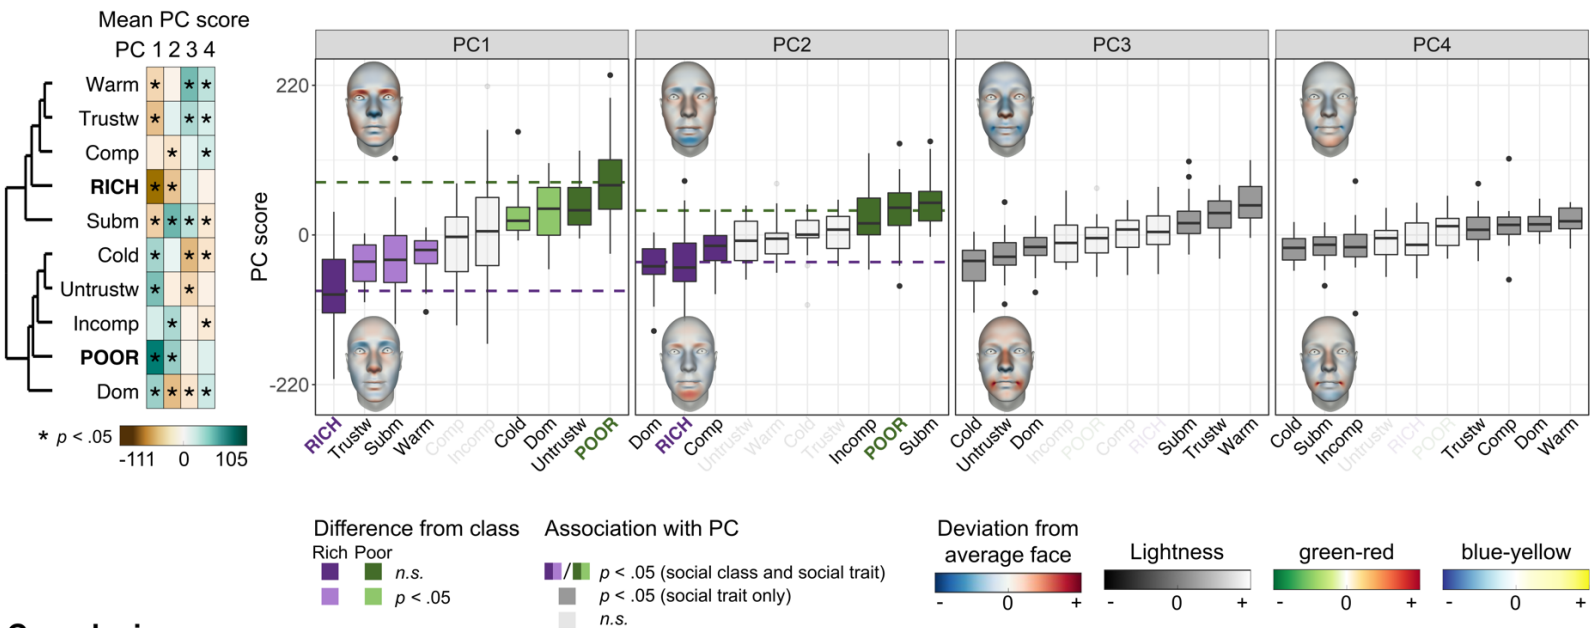 Mean PC score
PC 1 2 3 4
Warm * * *
Trustw * * *
Comp * *
RICH * *
Subm * * * *
Cold * * *
Untrustw * *
Incomp * *
POOR * *
Dom * * * *
* p < .05
-111 0 105
PC1 PC2 PC3 PC4
PC score
220
0
-220
RICH Trustw Subm Warm Comp Incomp Cold Dom Untrustw POOR
Dom RICH Comp Untrustw Warm Cold Trustw Incomp POOR Subm
Cold Untrustw Dom Incomp POOR Comp RICH Subm Trustw Warm
Cold Subm Incomp Untrustw RICH POOR Trustw Comp Dom Warm
Difference from class
Rich Poor
n.s.
p < .05
Association with PC
/ p < .05 (social class and social trait)
p < .05 (social trait only)
n.s.
Deviation from
average face
- 0 +
Lightness
- 0 +
green-red
- 0 +
blue-yellow
- 0 +